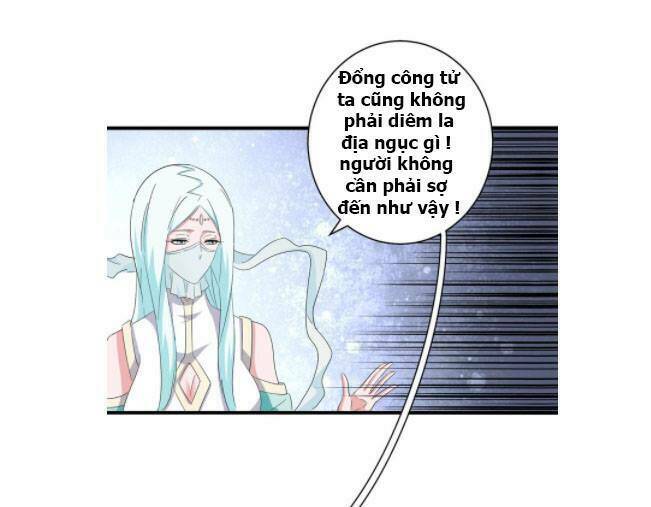 Đổng công tử
ta cũng không
phải diêm la
địa ngục gì !
người không
cần phải sợ
đến như vậy !